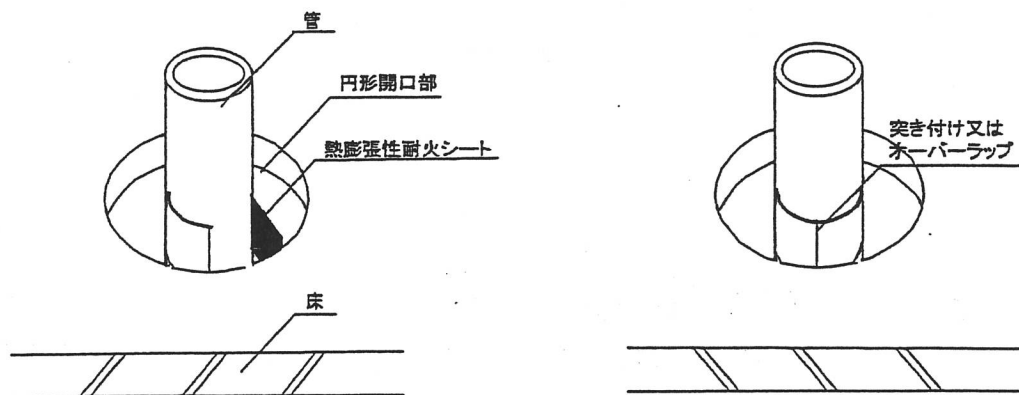 管
円形開口部
熱膨張性耐火シート
突き付け又は
オーバーラップ
床